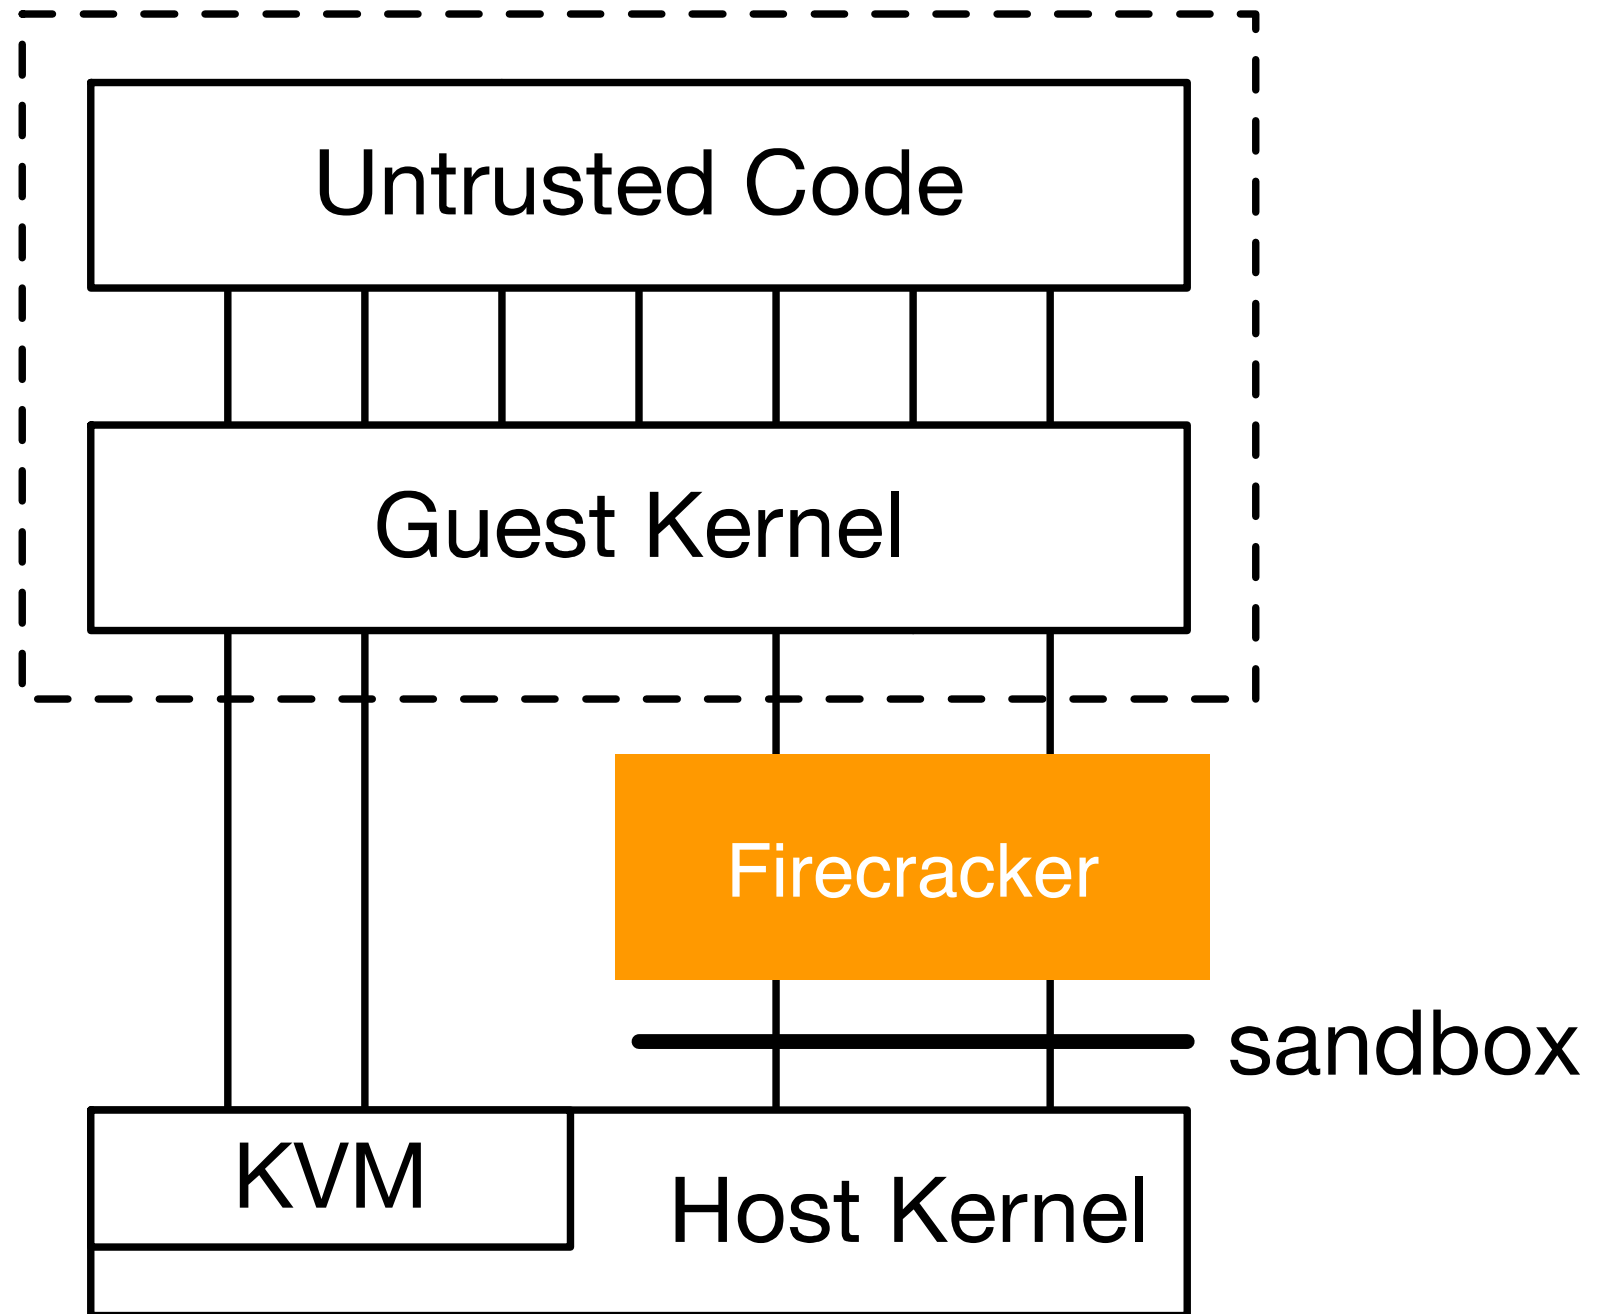 Untrusted Code
Guest Kernel
Firecracker
sandbox
KVM
Host Kernel